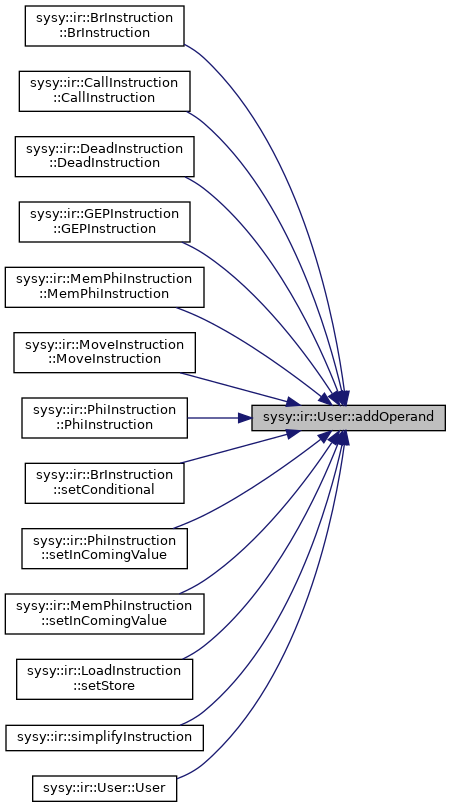 sysy::ir::BrInstruction
::BrInstruction
sysy::ir::CallInstruction
::CallInstruction
sysy::ir::DeadInstruction
::DeadInstruction
sysy::ir::GEPInstruction
::GEPInstruction
sysy::ir::MemPhiInstruction
::MemPhiInstruction
sysy::ir::MoveInstruction
::MoveInstruction
sysy::ir::PhiInstruction
::PhiInstruction
sysy::ir::User::addOperand
sysy::ir::BrInstruction
::setConditional
sysy::ir::PhiInstruction
::setInComingValue
sysy::ir::MemPhiInstruction
::setInComingValue
sysy::ir::LoadInstruction
::setStore
sysy::ir::simplifyInstruction
sysy::ir::User::User